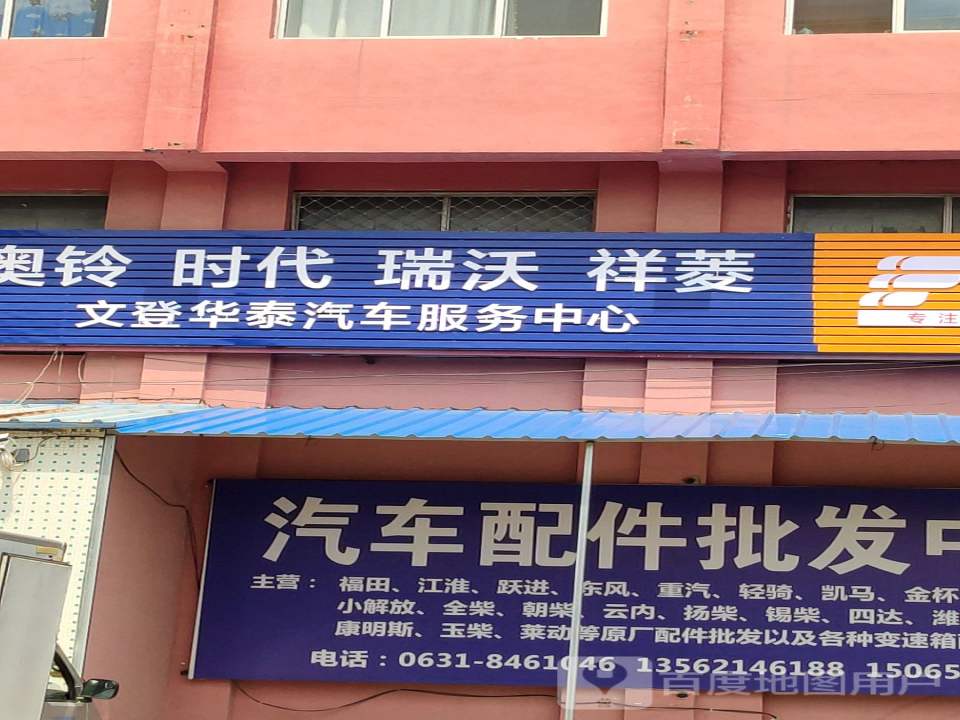 奥铃 时代 瑞沃 祥菱
文登华泰汽车服务中心
专注
汽车配件批发中
主营： 福田、江淮、跃进、东风、重汽、轻骑、凯马、金杯
小解放、全柴、朝柴、云内、扬柴、锡柴、四达、潍
康明斯、玉柴、莱动等原厂配件批发以及各种变速箱
电话：0631-8461046 13562146188 15065
百度地图用户